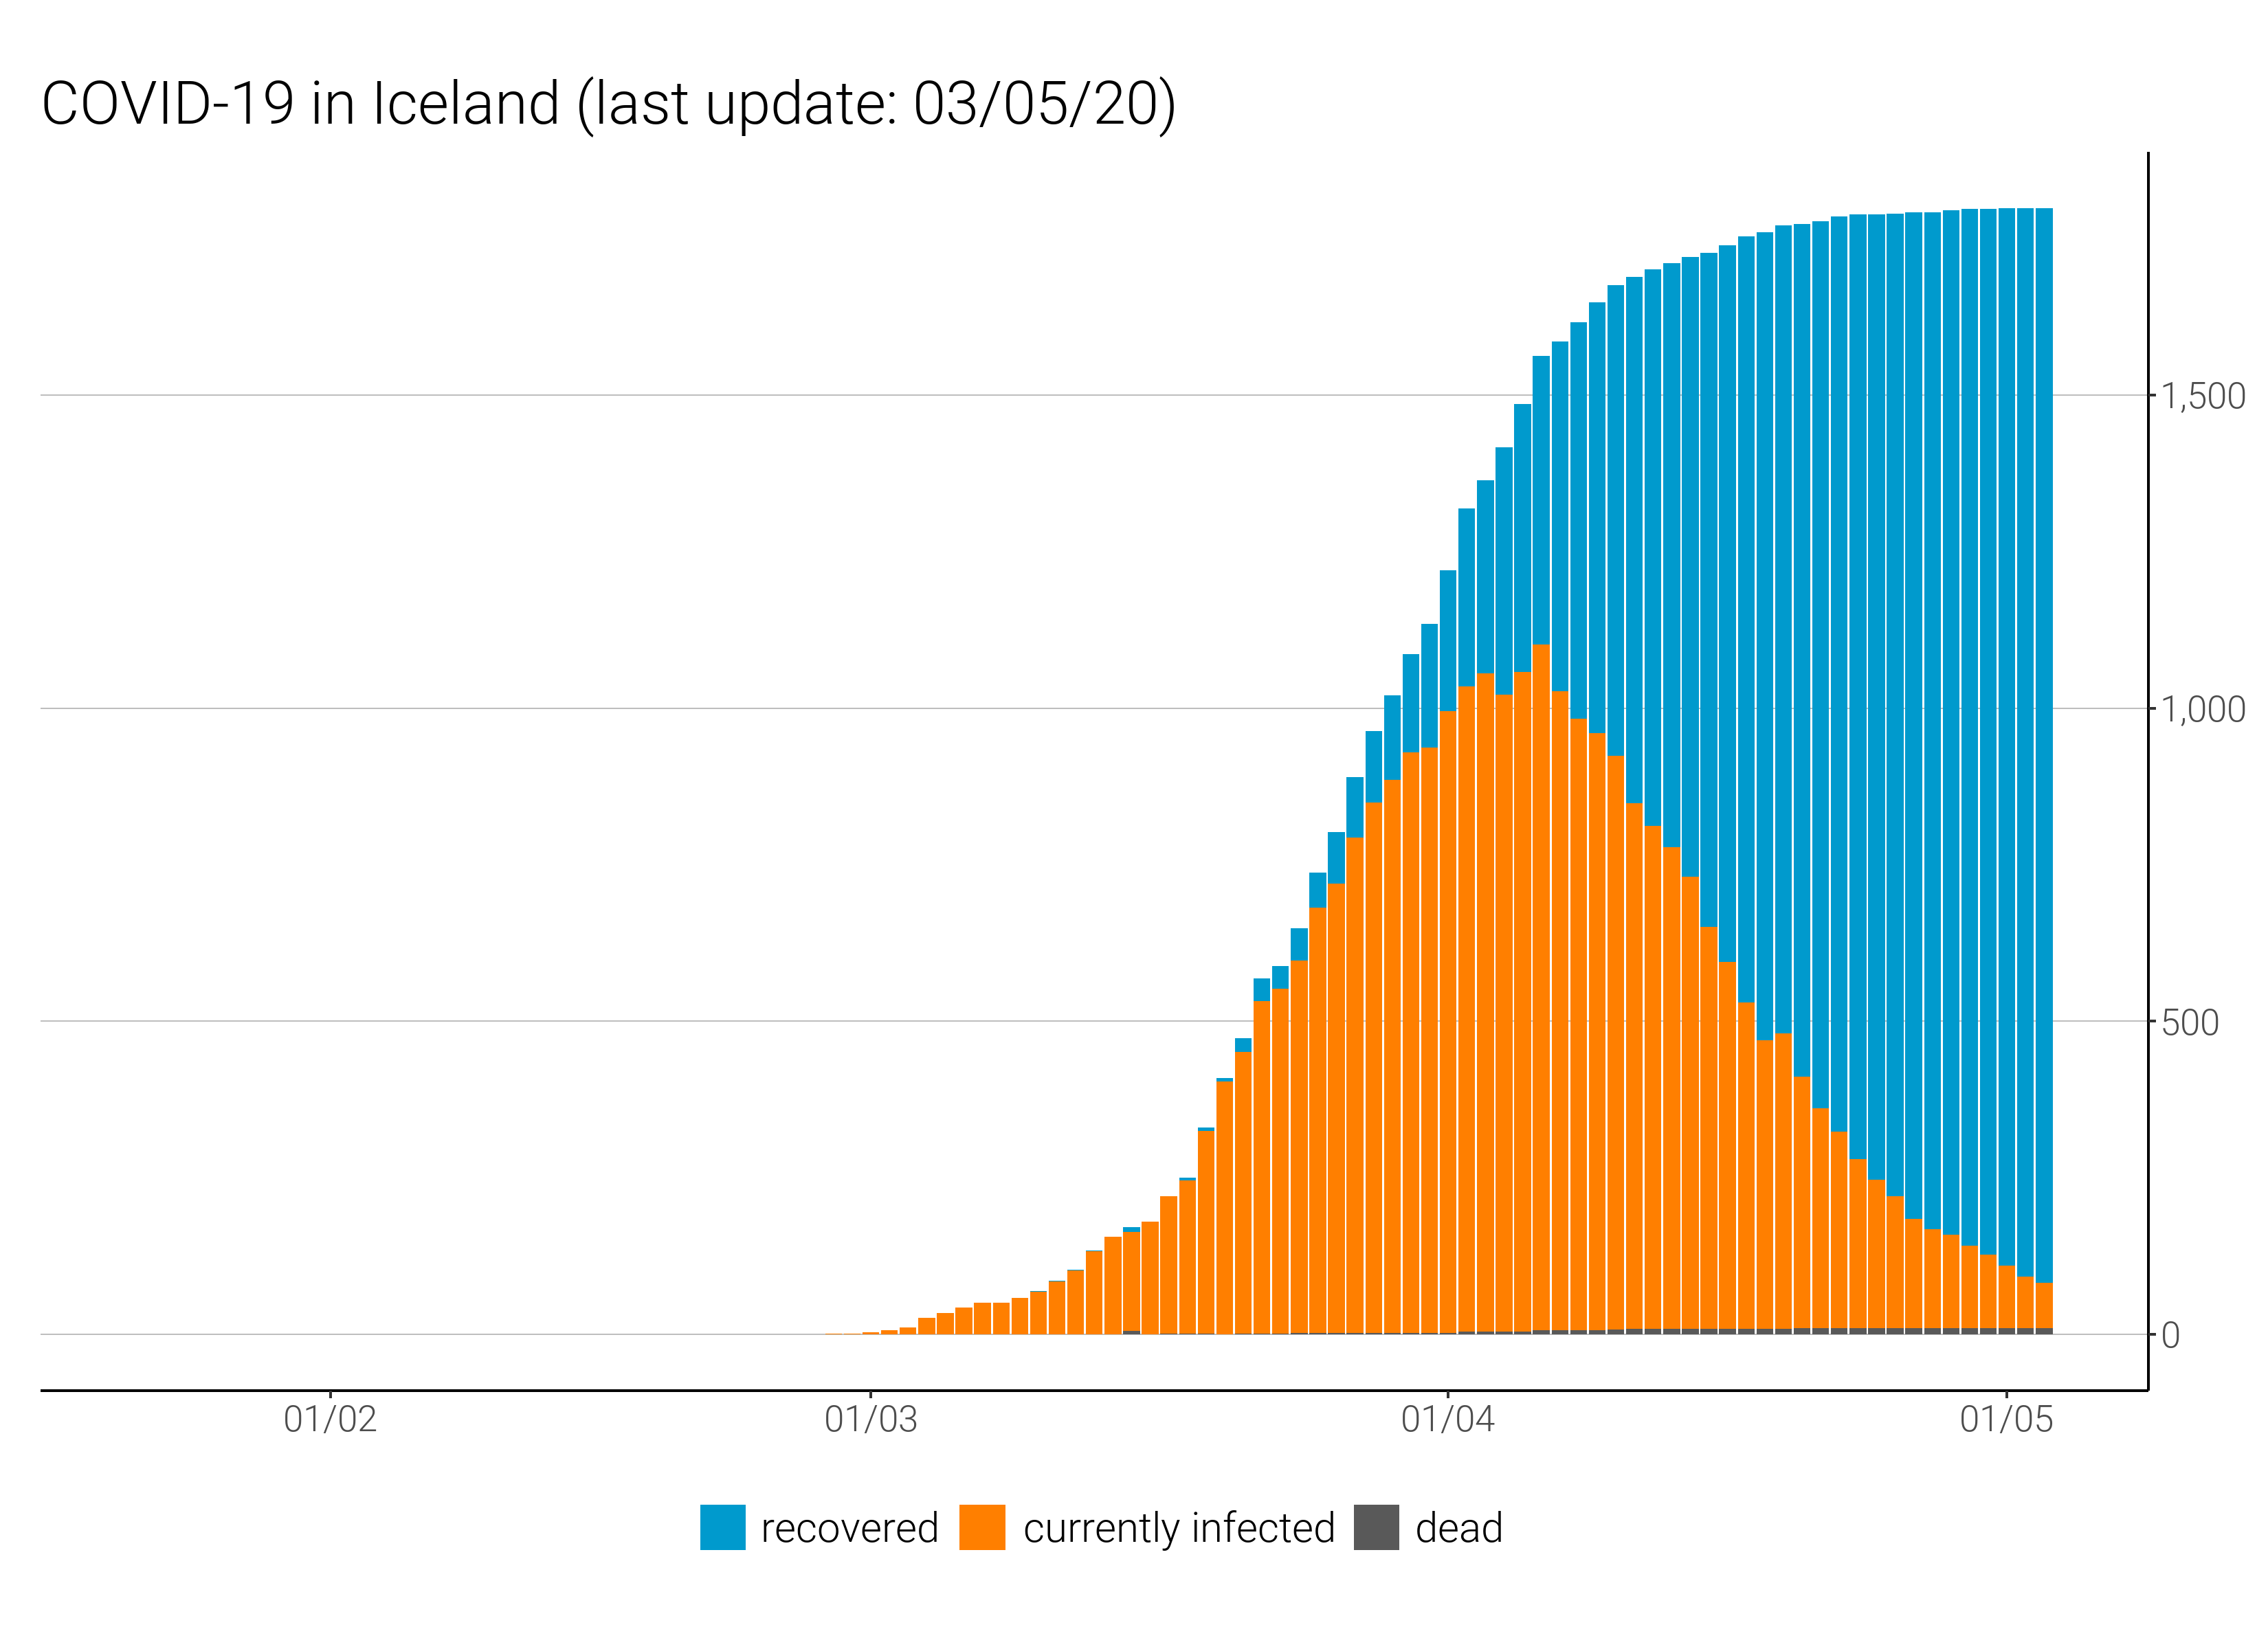 COVID-19 in Iceland (last update: 03/05/20)
1,500
1,000
500
0
01/02 01/03 01/04 01/05
recovered currently infected dead